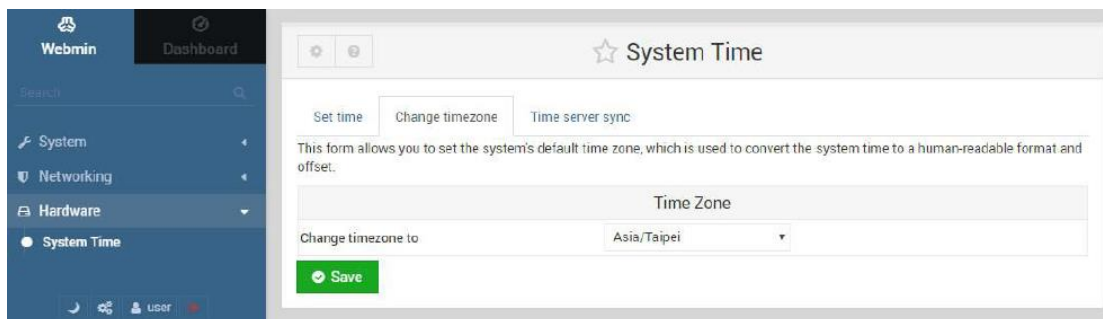 Webmin
Dashboard
Search
System
Networking
Hardware
System Time
user
System Time
Set time
Change timezone
Time server sync
This form allows you to set the system's default time zone, which is used to convert the system time to a human-readable format and
offset.
Time Zone
Change timezone to
Asia/Taipei
Save